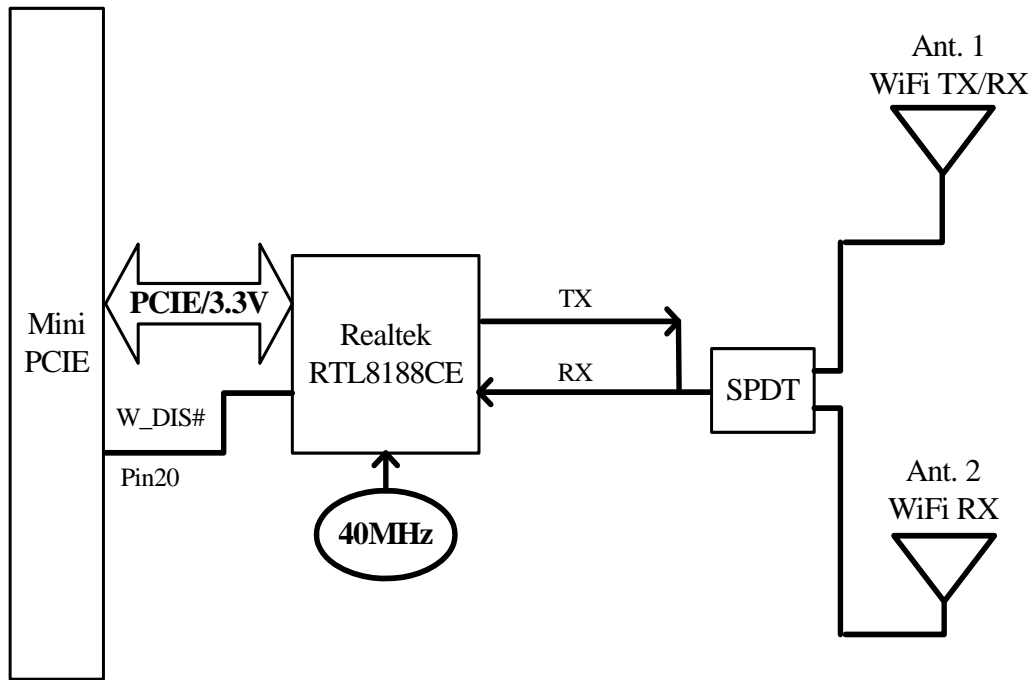 Ant. 1
WiFi TX/RX
PCIE/3.3V
Mini
PCIE
Realtek
RTL8188CE
TX
RX
SPDT
W_DIS#
Pin20
40MHz
Ant. 2
WiFi RX